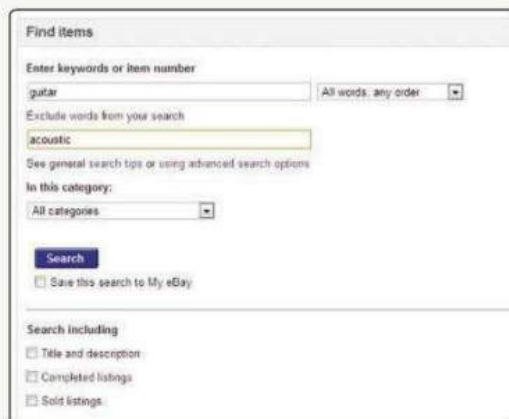 Find items
Enter keywords or item number
guitar All words, any order
Exclude words from your search
acoustic
See general search tips or using advanced search options
In this category:
All categories
Search
Save this search to My eBay
Search including
Title and description
Completed listings
Sold listings